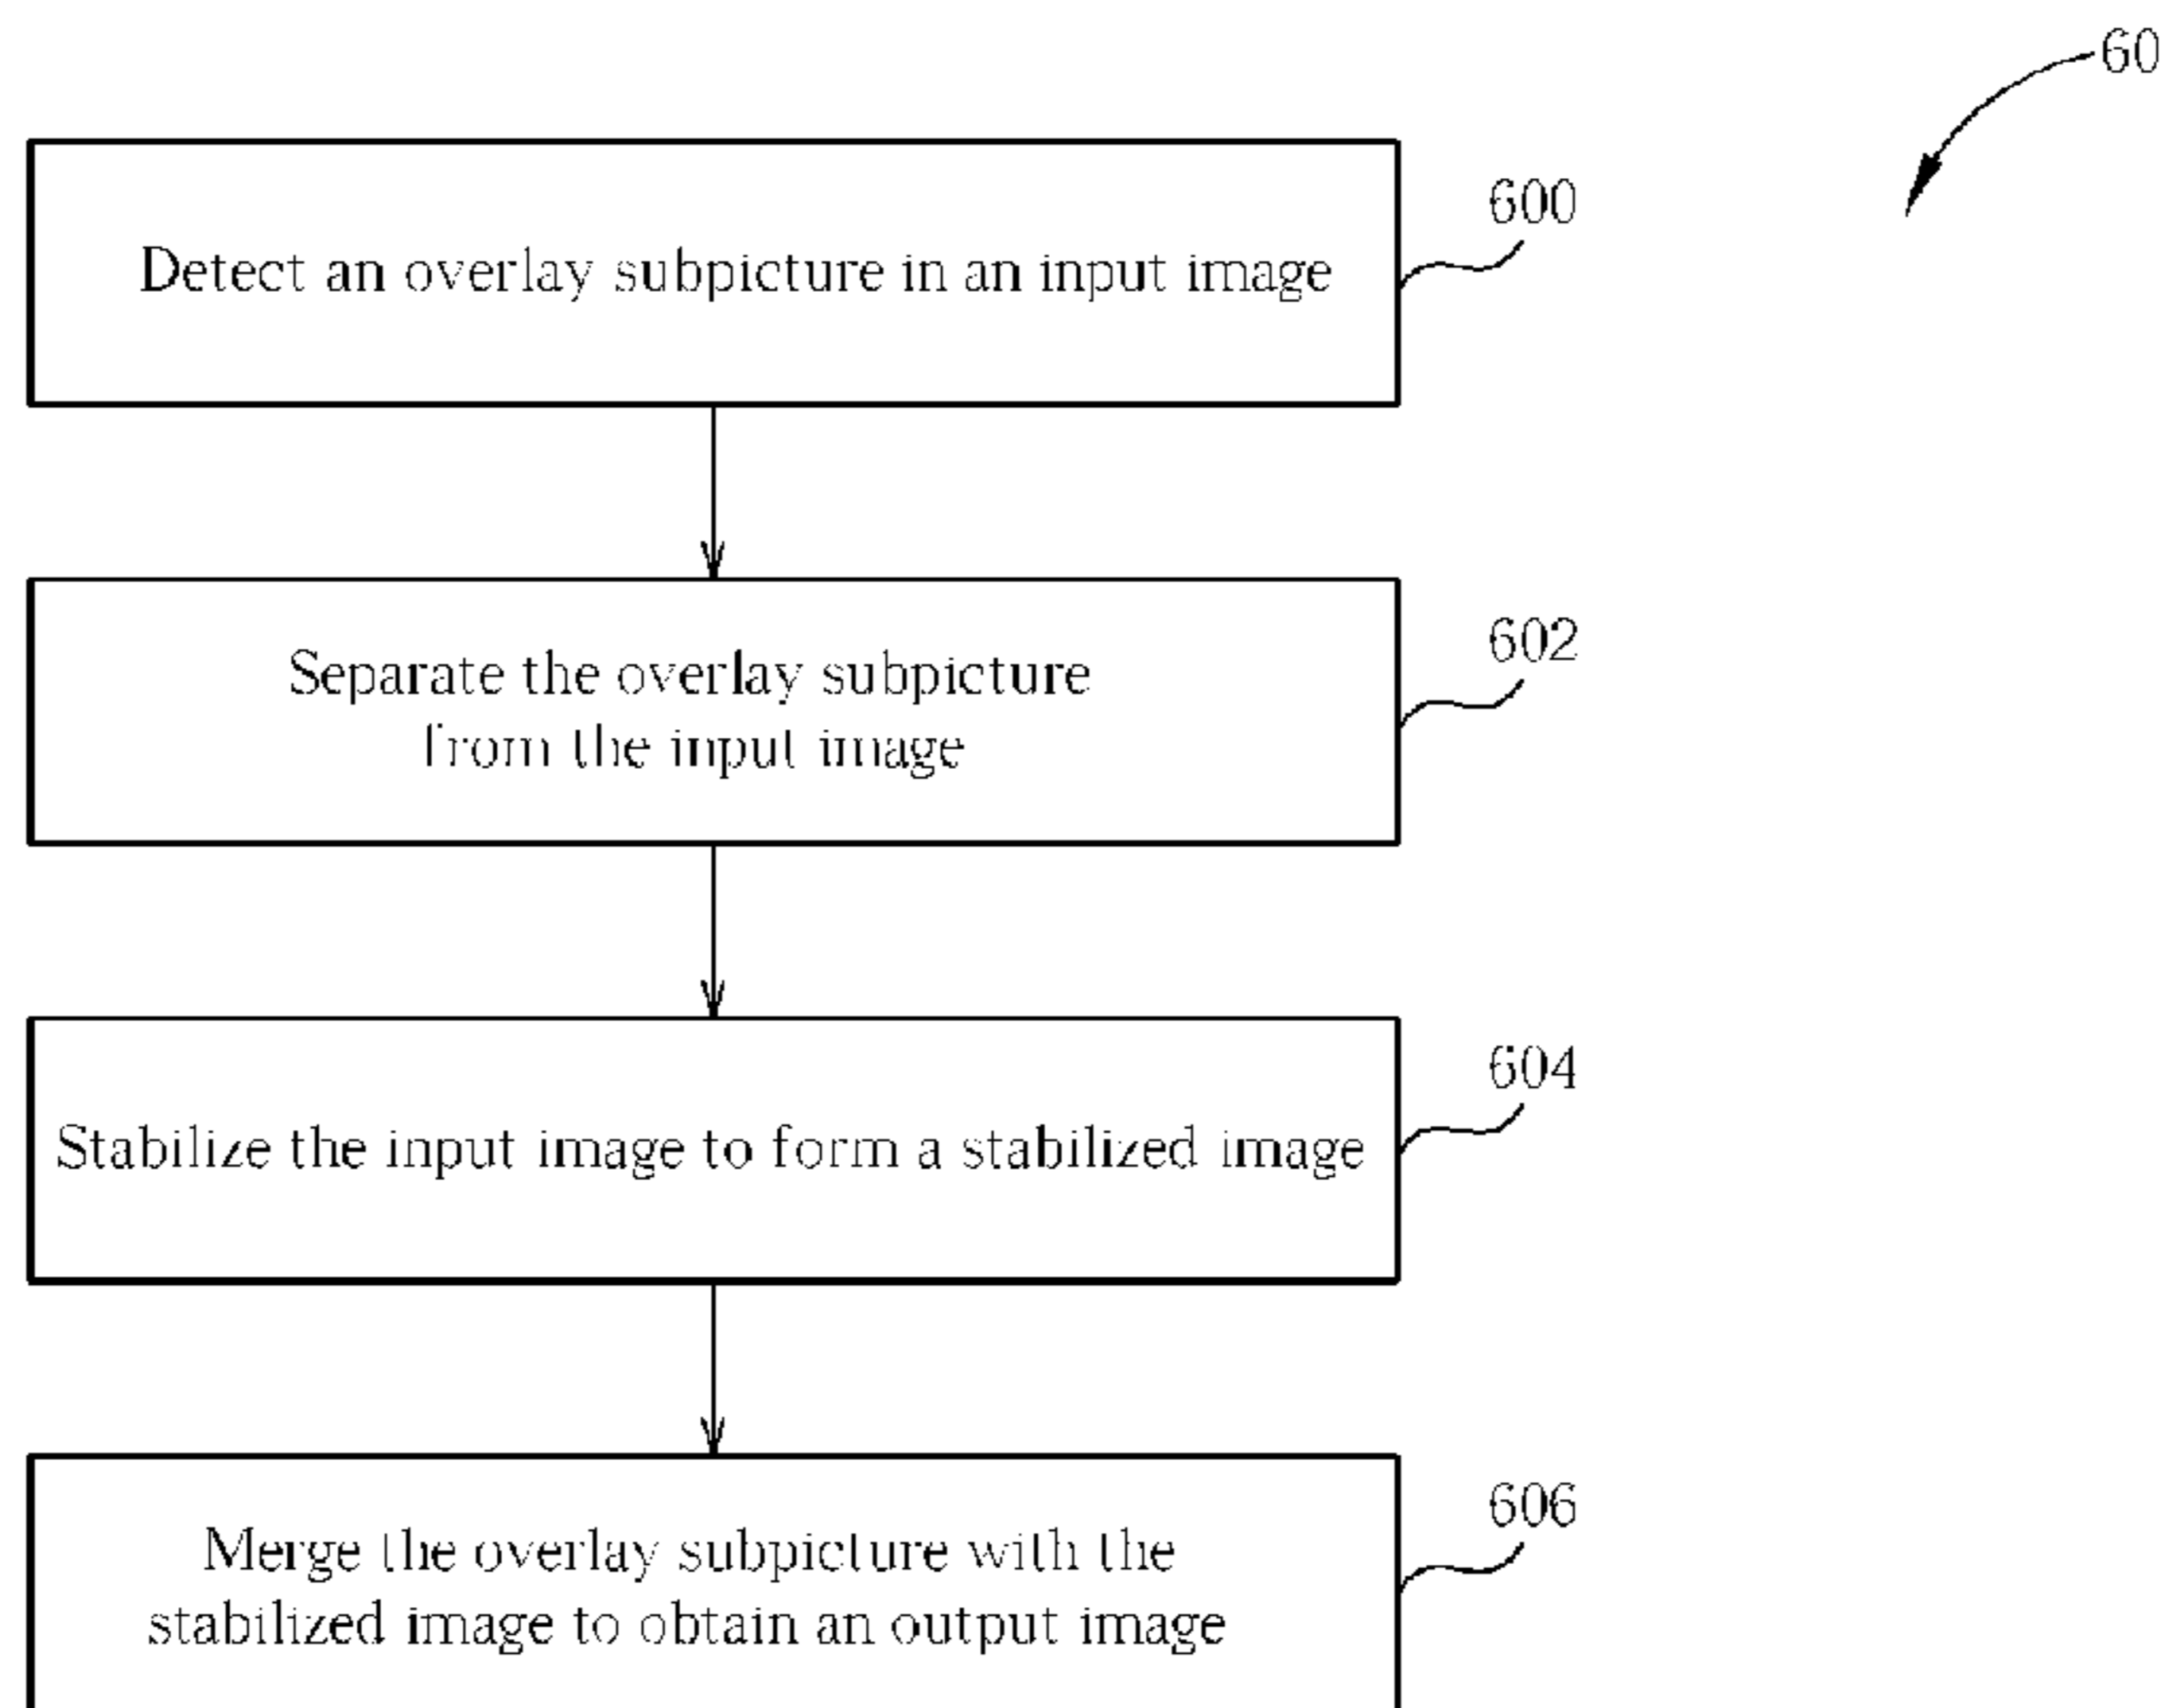 60
600
Detect an overlay subpicture in an input image
602
Separate the overlay subpicture
from the input image
604
Stabilize the input image to form a stabilized image
606
Merge the overlay subpicture with the
stabilized image to obtain an output image